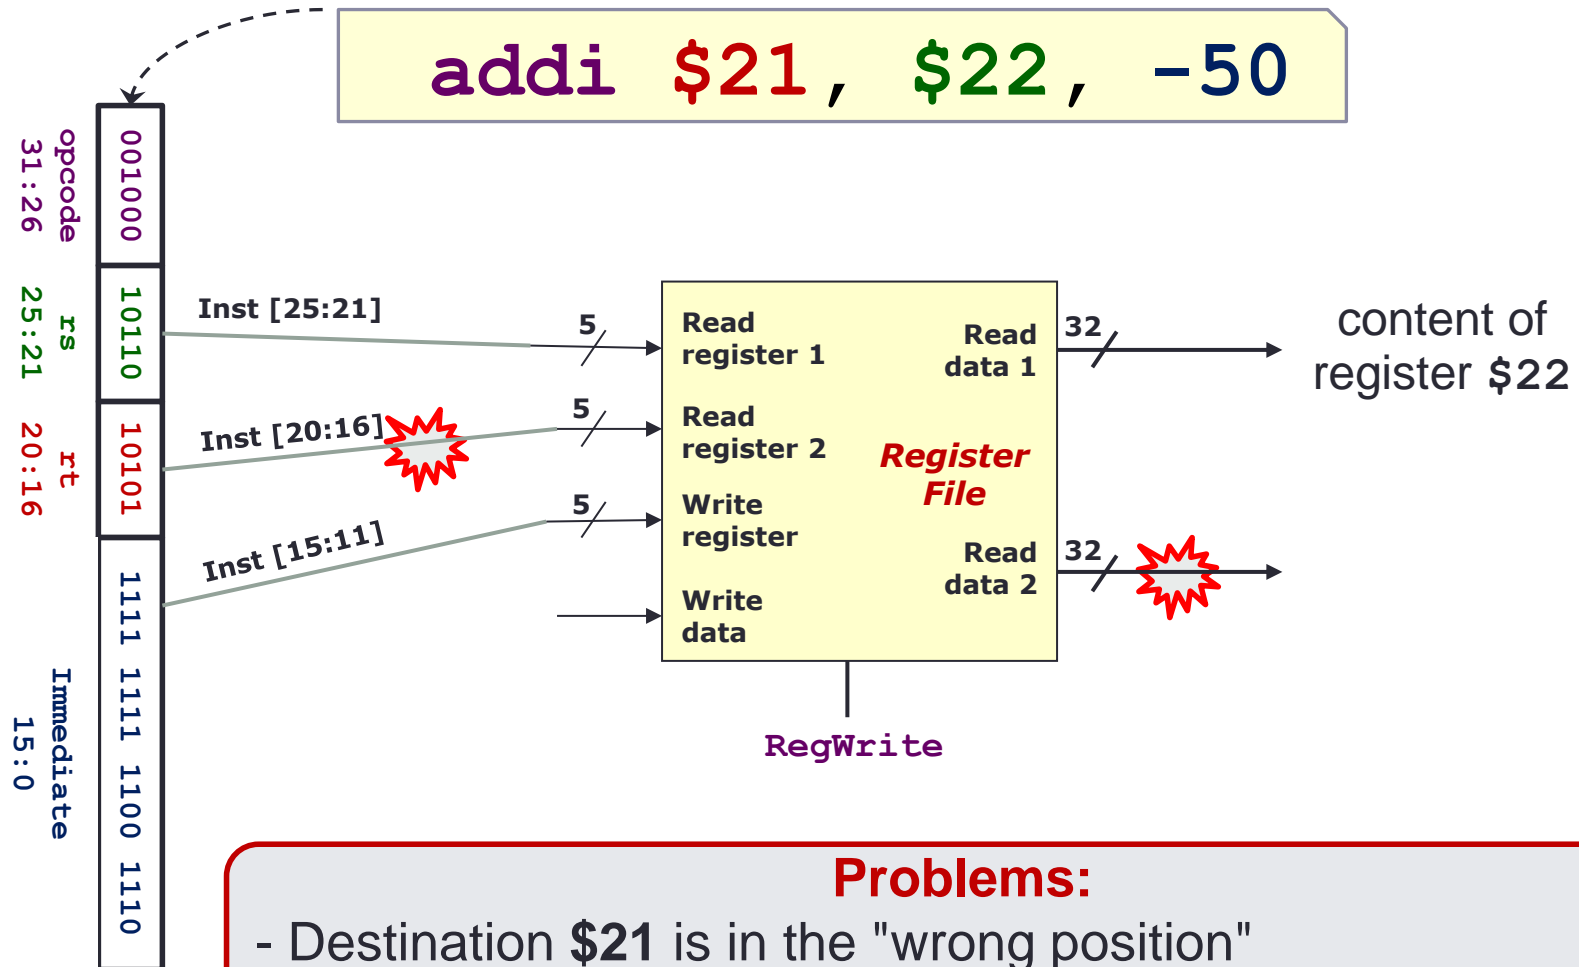 addi $21, $22, -50
opcode
31:26
001000
rs
25:21
10110
rt
20:16
10101
Immediate
15:0
1111 1111 1100 1110
Inst [25:21]
5
Inst [20:16]
5
Inst [15:11]
5
Read
register 1
Read
register 2
Write
register
Write
data
Register
File
Read
data 1
32
Read
data 2
32
content of
register $22
RegWrite
Problems:
- Destination $21 is in the "wrong position"